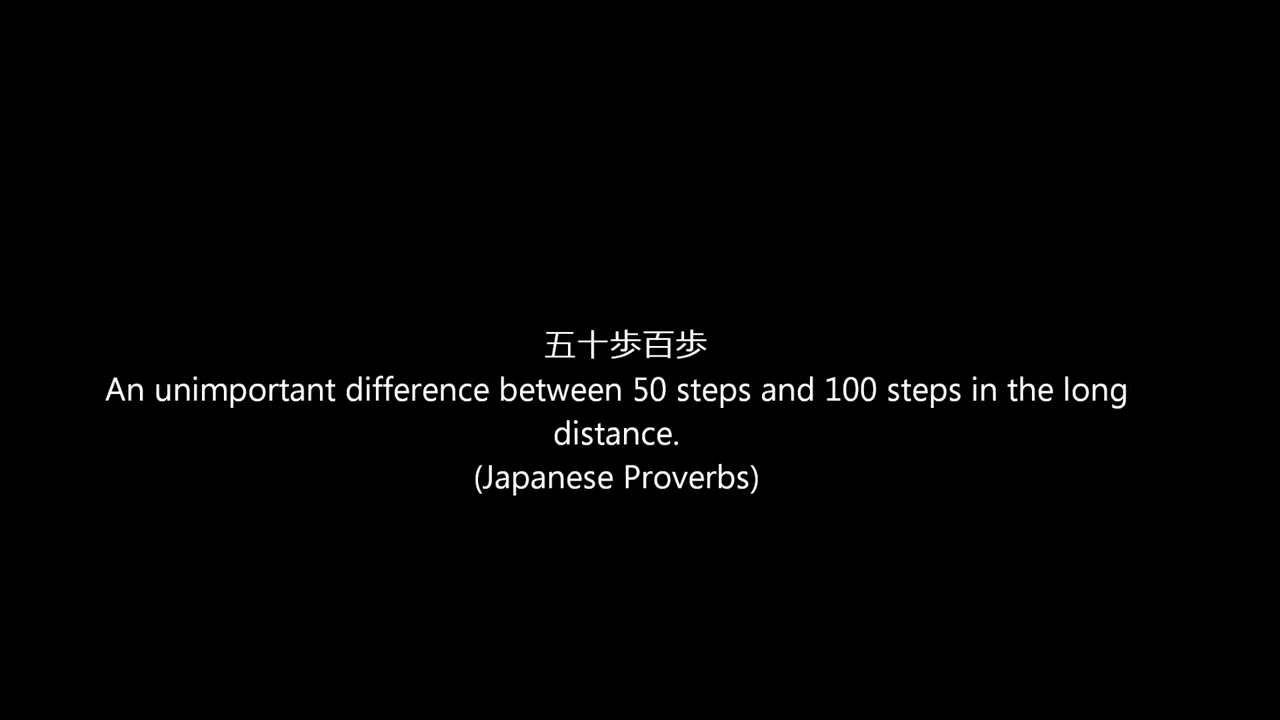 五十歩百歩
An unimportant difference between 50 steps and 100 steps in the long
distance.
(Japanese Proverbs)